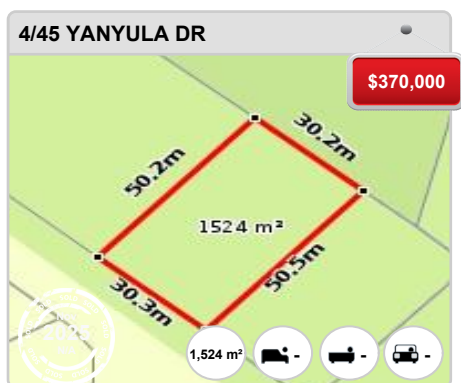 4/45 YANYULA DR
$370,000
30.2m
50.2m
1524 m²
50.5m
30.3m
1,524 m²
-
-
-